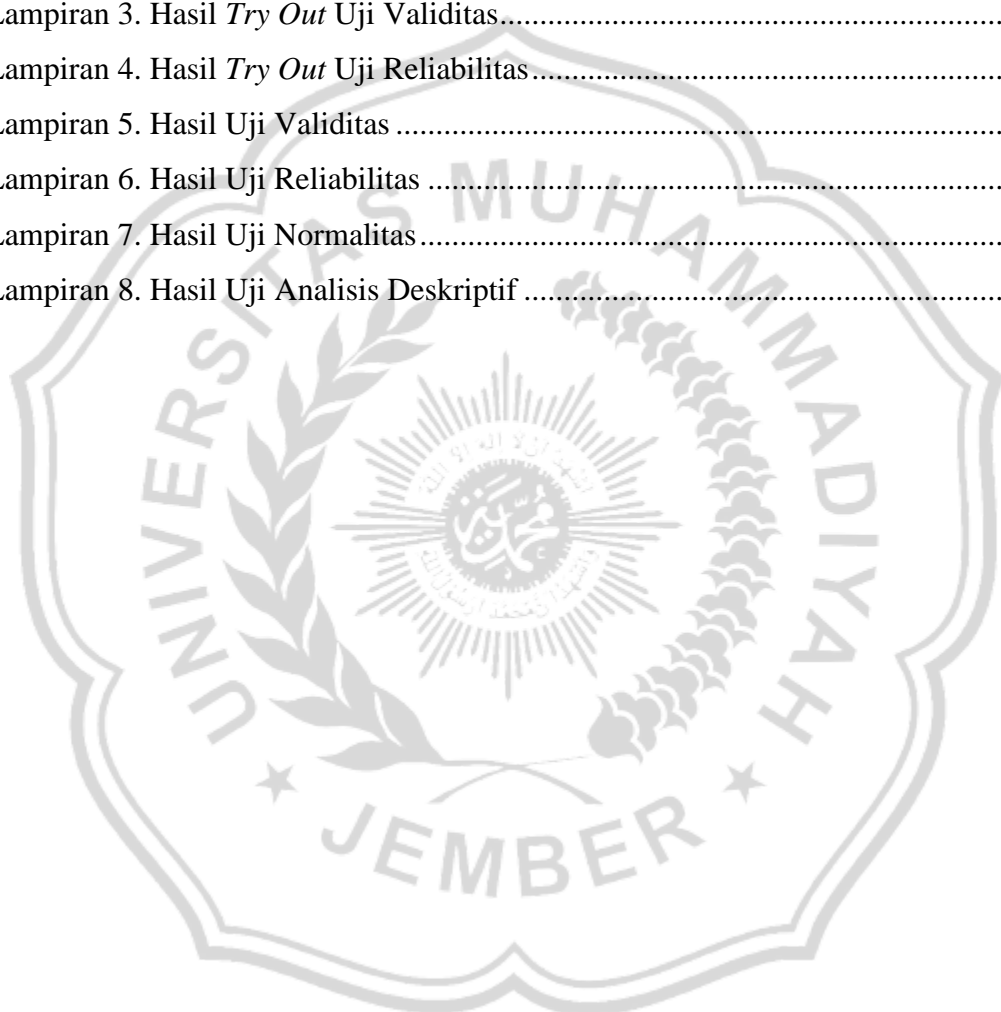 Lampiran 3. Hasil Try Out Uji Validitas
Lampiran 4. Hasil Try Out Uji Reliabilitas
Lampiran 5. Hasil Uji Validitas
Lampiran 6. Hasil Uji Reliabilitas
Lampiran 7. Hasil Uji Normalitas
Lampiran 8. Hasil Uji Analisis Deskriptif
UNIVERSITAS MUHAMMADIYAH
JEMBER